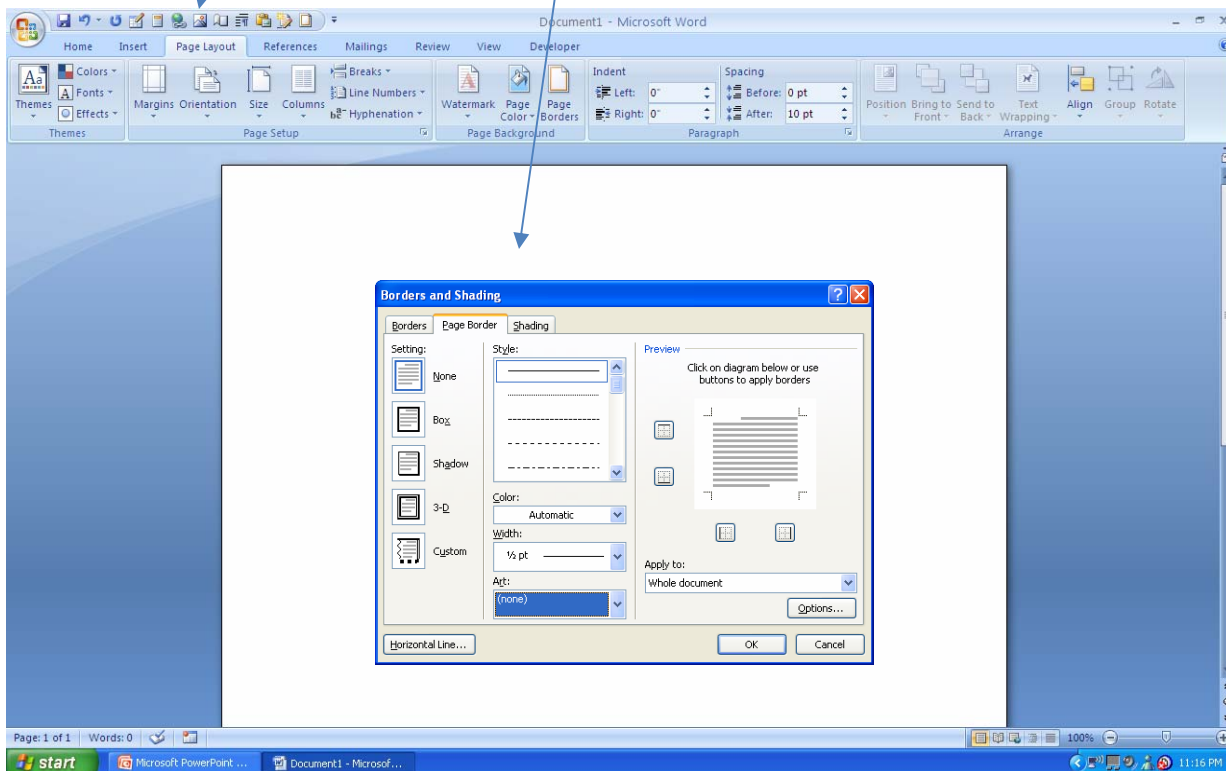 Document1 - Microsoft Word
Home Insert Page Layout References Mailings Review View Developer
Aa
Themes
Colors
A Fonts
Effects
Margins
Orientation
Size
Columns
Breaks
Line Numbers
Hyphenation
Watermark
Page Color
Page Borders
Indent
Left: 0"
Right: 0"
Spacing
Before: 0 pt
After: 10 pt
Position
Bring to Front
Send to Back
Text Wrapping
Align
Group
Rotate
Themes
Page Setup
Page Background
Paragraph
Arrange
Borders and Shading
Borders Page Border Shading
Setting:
None
Box
Shadow
3-D
Custom
Style:
Color:
Automatic
Width:
½ pt
Art:
(none)
Preview
Click on diagram below or use
buttons to apply borders
Apply to:
Whole document
Options...
Horizontal Line...
OK Cancel
Page: 1 of 1 Words: 0
100%
start
Microsoft PowerPoint ...
Document1 - Microsof...
11:16 PM